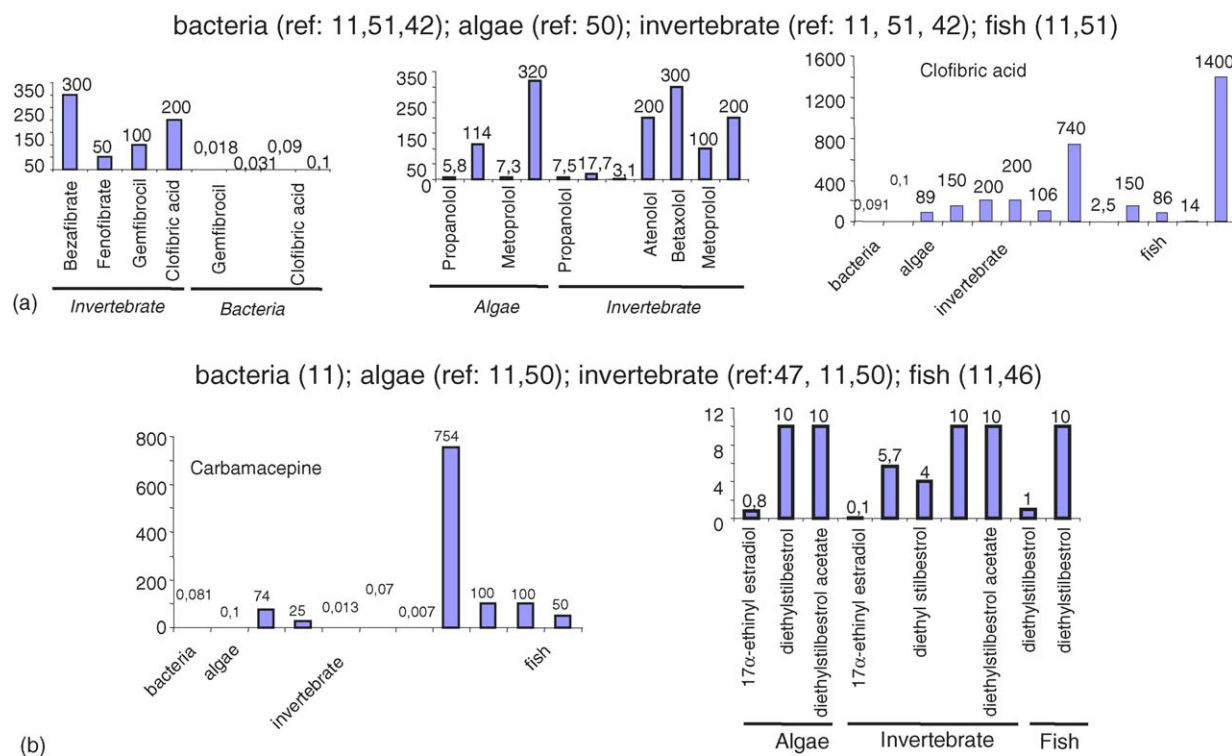 (a)
bacteria (ref: 11,51,42); algae (ref: 50); invertebrate (ref: 11, 51, 42); fish (11,51)
350
250
150
50
300
50
100
200
0,018
0,031
0,09
0,1
Bezafibrate
Fenofibrate
Gemfibrocil
Clofibric acid
Gemfibrocil
Clofibric acid
Invertebrate
Bacteria
350
250
150
50
0
5,8
114
7,3
320
7,5
17,7
3,1
200
300
100
200
Propanolol
Metoprolol
Propanolol
Atenolol
Betaxolol
Metoprolol
Algae
Invertebrate
Clofibric acid
1600
1200
800
400
0
0,091
0,1
89
150
200
200
106
740
2,5
150
86
14
1400
bacteria
algae
invertebrate
fish
(b)
bacteria (11); algae (ref: 11,50); invertebrate (ref:47, 11,50); fish (11,46)
Carbamacepine
800
600
400
200
0
0,081
0,1
74
25
0,013
0,07
0,007
754
100
100
50
bacteria
algae
invertebrate
fish
12
8
4
0
0,8
10
10
0,1
5,7
4
10
10
1
10
17α-ethinyl estradiol
diethylstilbestrol
diethylstilbestrol acetate
17α-ethinyl estradiol
diethyl stilbestrol
diethylstilbestrol acetate
diethylstilbestrol
diethylstilbestrol
Algae
Invertebrate
Fish